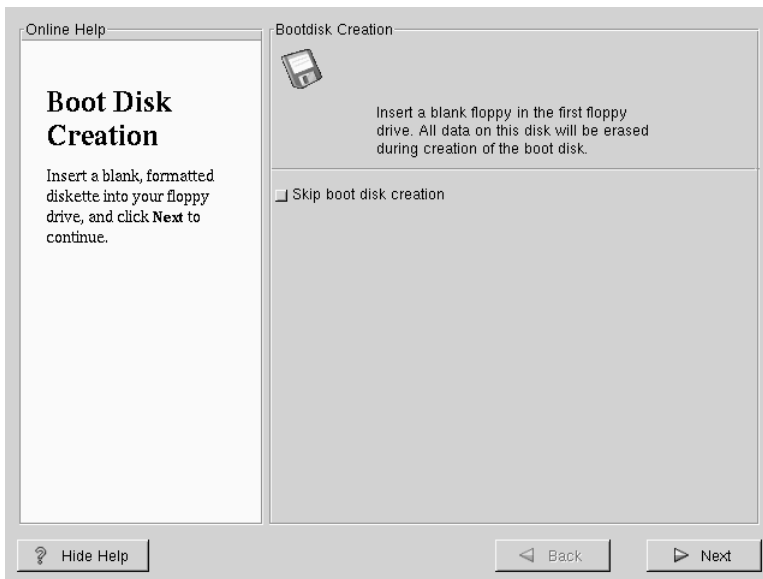 Online Help
Boot Disk
Creation
Insert a blank, formatted
diskette into your floppy
drive, and click Next to
continue.
Bootdisk Creation
Insert a blank floppy in the first floppy
drive. All data on this disk will be erased
during creation of the boot disk.
Skip boot disk creation
Hide Help
Back
Next